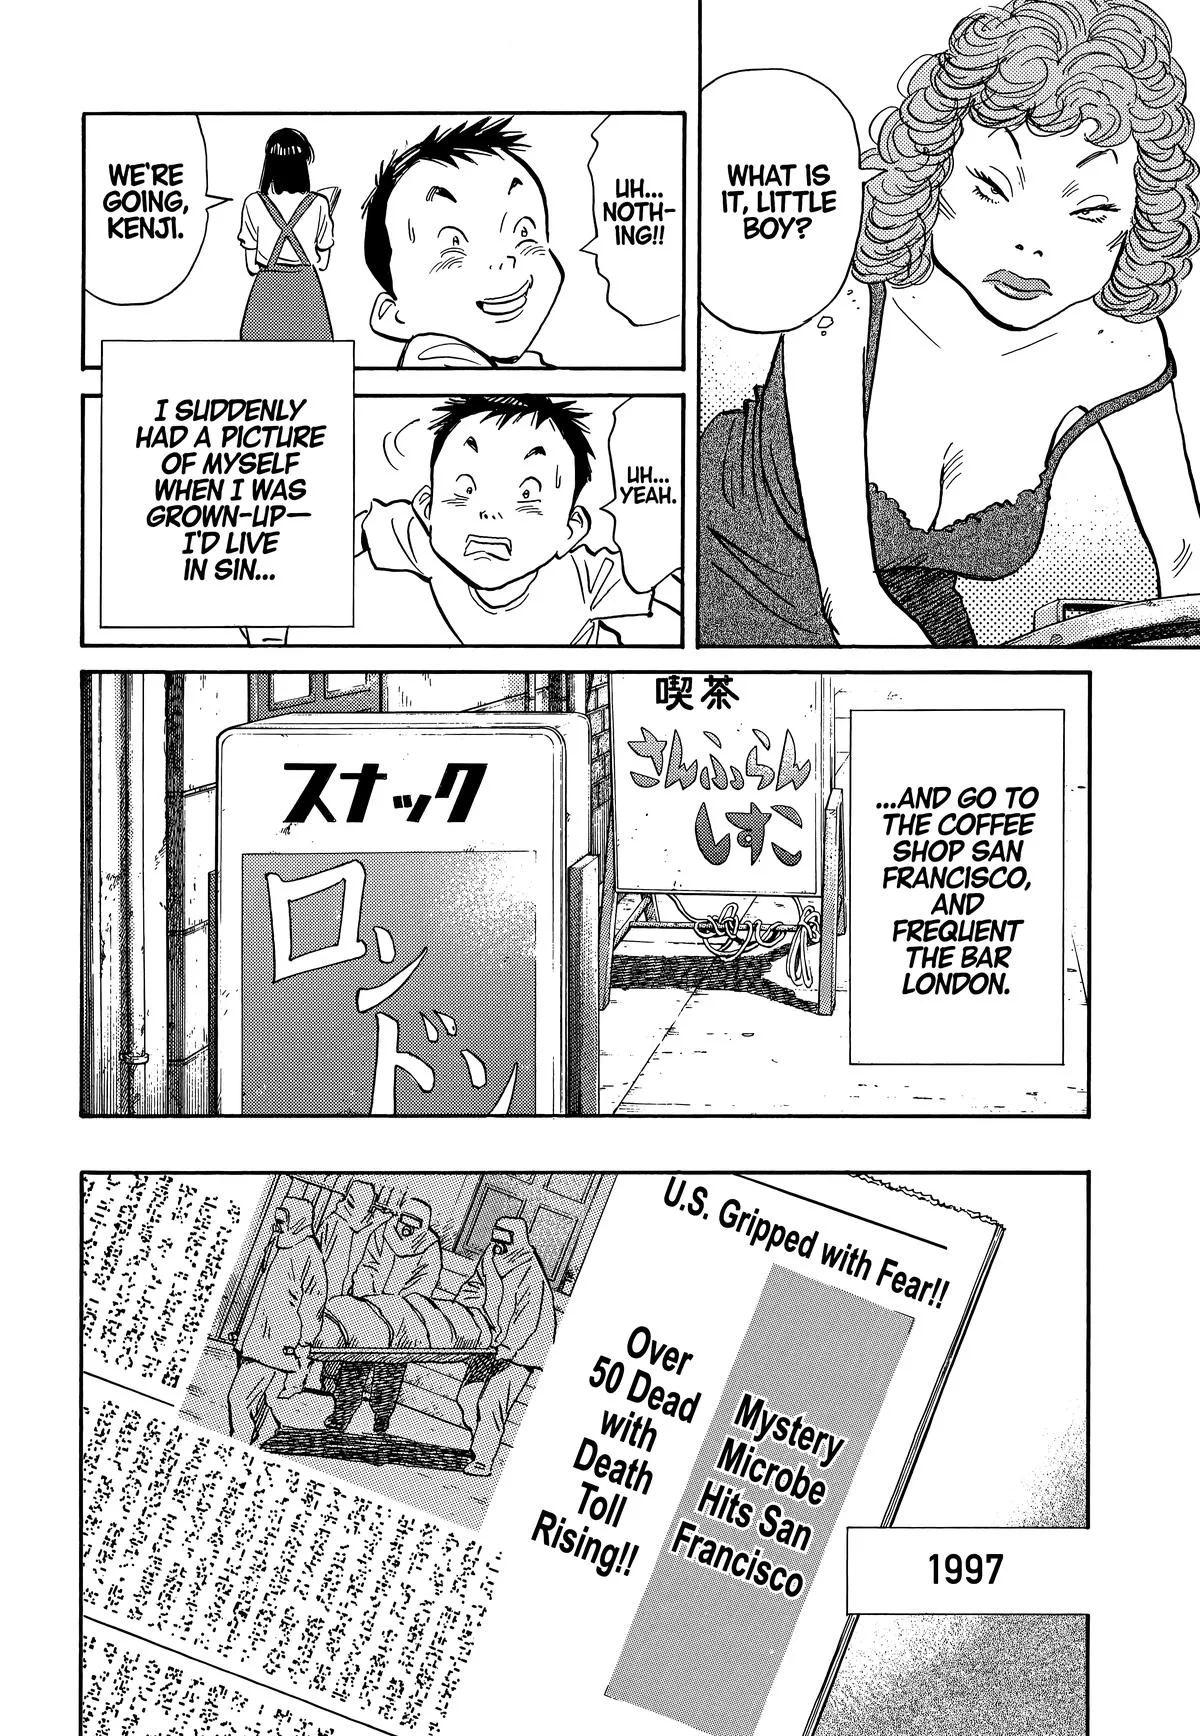 WHAT IS
IT, LITTLE
BOY?
UH...
NOTH-
ING!!
WE'RE
GOING,
KENJI.
UH...
YEAH.
I SUDDENLY
HAD A PICTURE
OF MYSELF
WHEN I WAS
GROWN-UP—
I'D LIVE
IN SIN...
喫茶
さんふらん
しすこ
スナック
ロン
ドン
...AND GO TO
THE COFFEE
SHOP SAN
FRANCISCO,
AND
FREQUENT
THE BAR
LONDON.
U.S. Gripped with Fear!!
Mystery
Microbe
Hits San
Francisco
Over
50 Dead
with
Death
Toll
Rising!!
1997